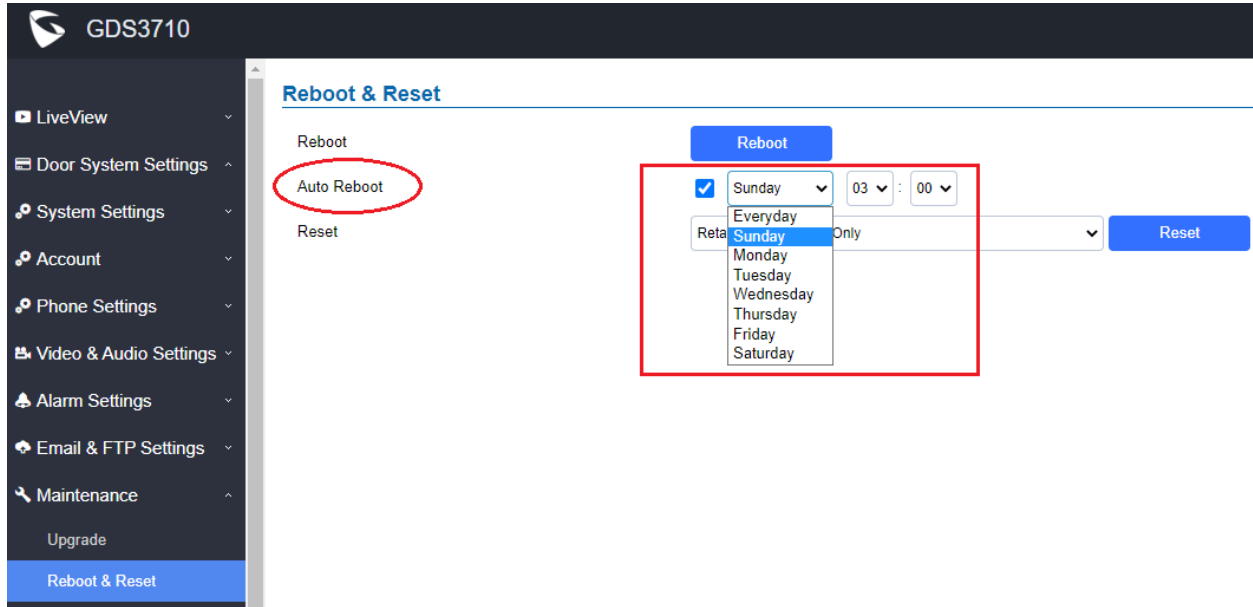 GDS3710
LiveView
Door System Settings
System Settings
Account
Phone Settings
Video & Audio Settings
Alarm Settings
Email & FTP Settings
Maintenance
Upgrade
Reboot & Reset
Reboot & Reset
Reboot Reboot
Auto Reboot Sunday 03 : 00
Reset Reta Only Reset
Everyday
Sunday
Monday
Tuesday
Wednesday
Thursday
Friday
Saturday